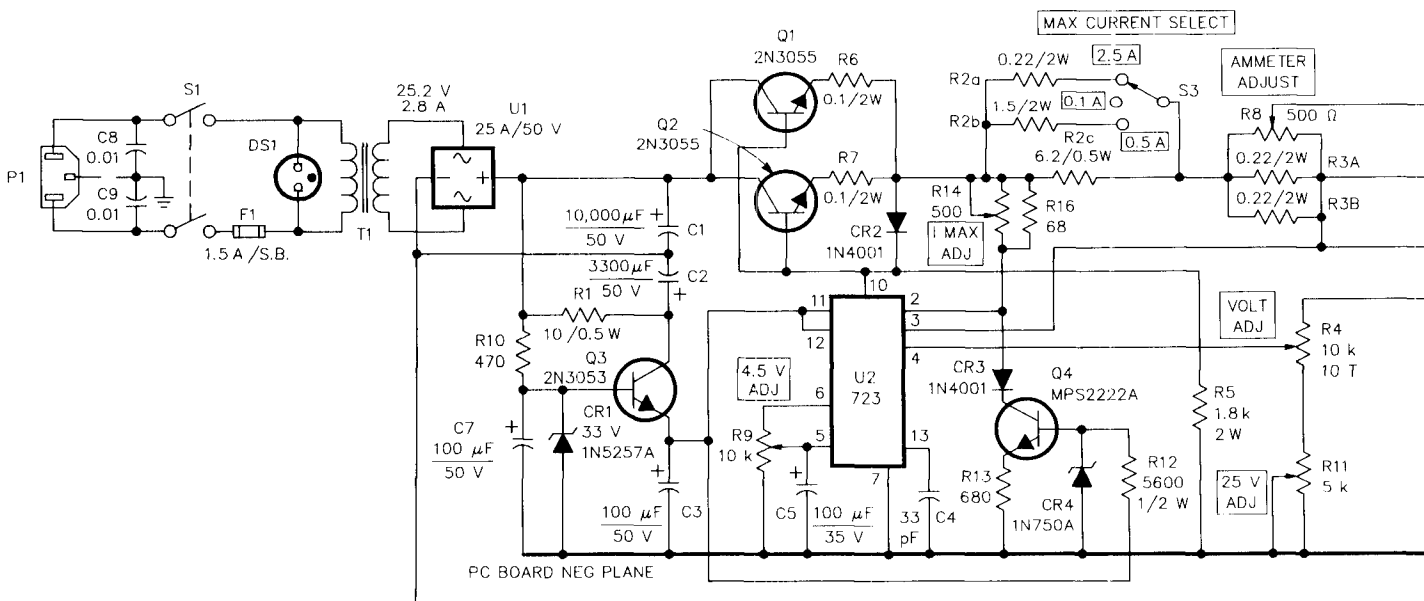 MAX CURRENT SELECT
Q1
2N3055
R6
0.1/2W
0.22/2W
2.5 A
R2a
S3
AMMETER
ADJUST
S1
25.2 V
2.8 A
U1
25 A/50 V
1.5/2W
0.1 A
R2b
R2c
6.2/0.5W
0.5 A
R8
500 Ω
C8
0.01
DS1
Q2
2N3055
0.22/2W
R3A
P1
C9
0.01
R7
0.1/2W
R14
500
R16
68
0.22/2W
R3B
F1
1.5 A/S.B.
T1
10,000 µF
50 V
C1
CR2
1N4001
I MAX
ADJ
3300 µF
50 V
C2
R1
10/0.5 W
10
11
2
3
12
4
VOLT
ADJ
R4
10 k
10 T
R10
470
Q3
2N3053
4.5 V
ADJ
U2
723
CR3
1N4001
Q4
MPS2222A
R5
1.8 k
2 W
6
CR1
33 V
1N5257A
C7
100 µF
50 V
R9
10 k
5
13
7
R13
680
R12
5600
1/2 W
25 V
ADJ
R11
5 k
100 µF
50 V
C3
C5
100 µF
35 V
33
pF
C4
CR4
1N750A
PC BOARD NEG PLANE